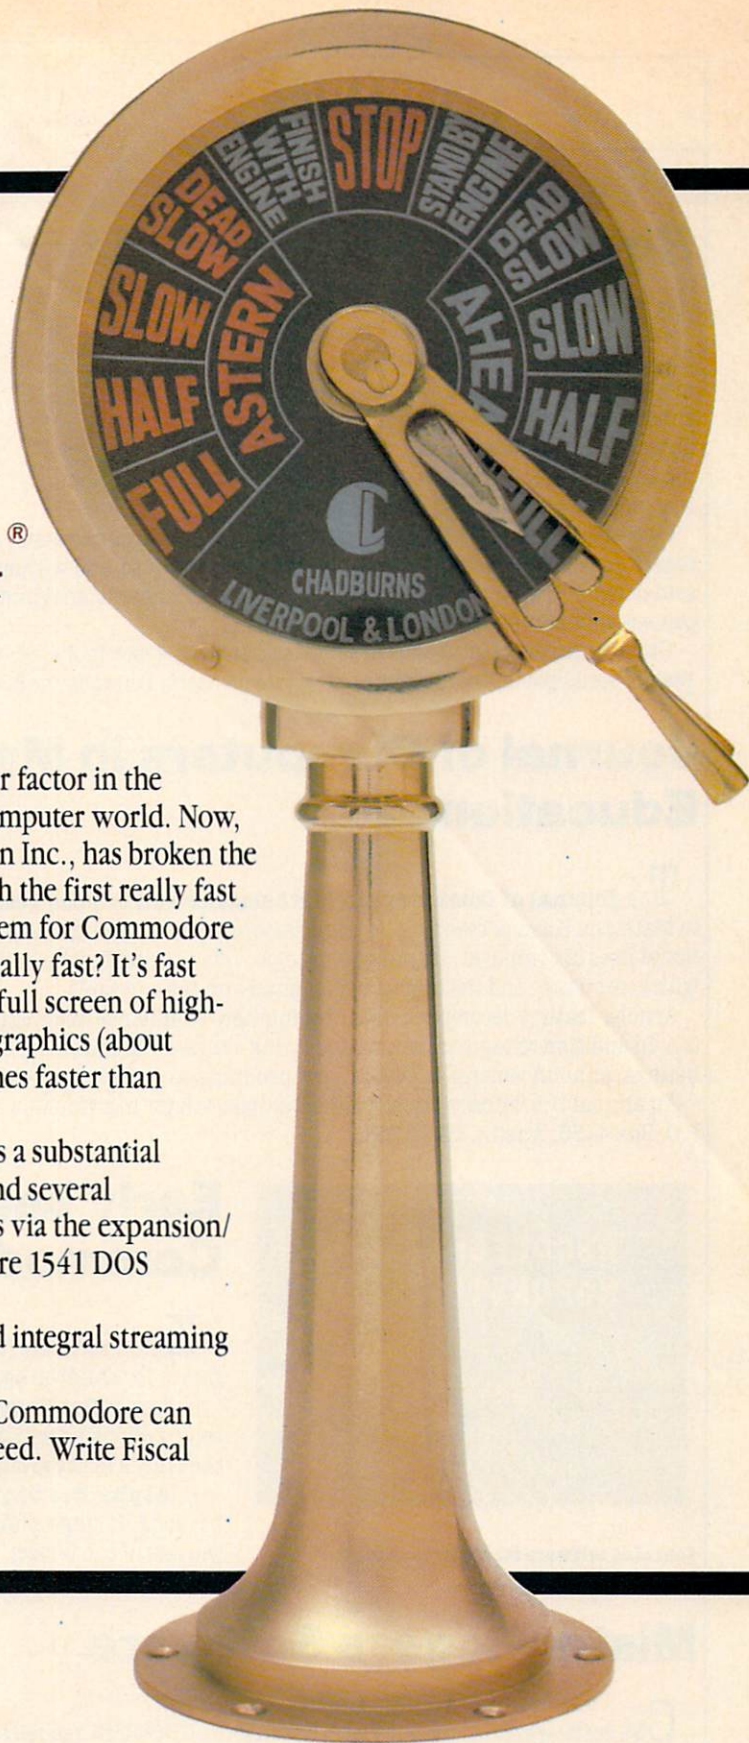 FINISH
WITH
ENGINE
STOP
STAND BY
ENGINE
DEAD
SLOW
DEAD
SLOW
SLOW
ASTERN
AHEA
SLOW
HALF
HALF
FULL
FULL
CHADBURNS
LIVERPOOL & LONDON
®
r factor in the
mputer world. Now,
n Inc., has broken the
h the first really fast
em for Commodore
ally fast? It's fast
full screen of high-
graphics (about
nes faster than
s a substantial
nd several
s via the expansion/
re 1541 DOS
d integral streaming
Commodore can
eed. Write Fiscal